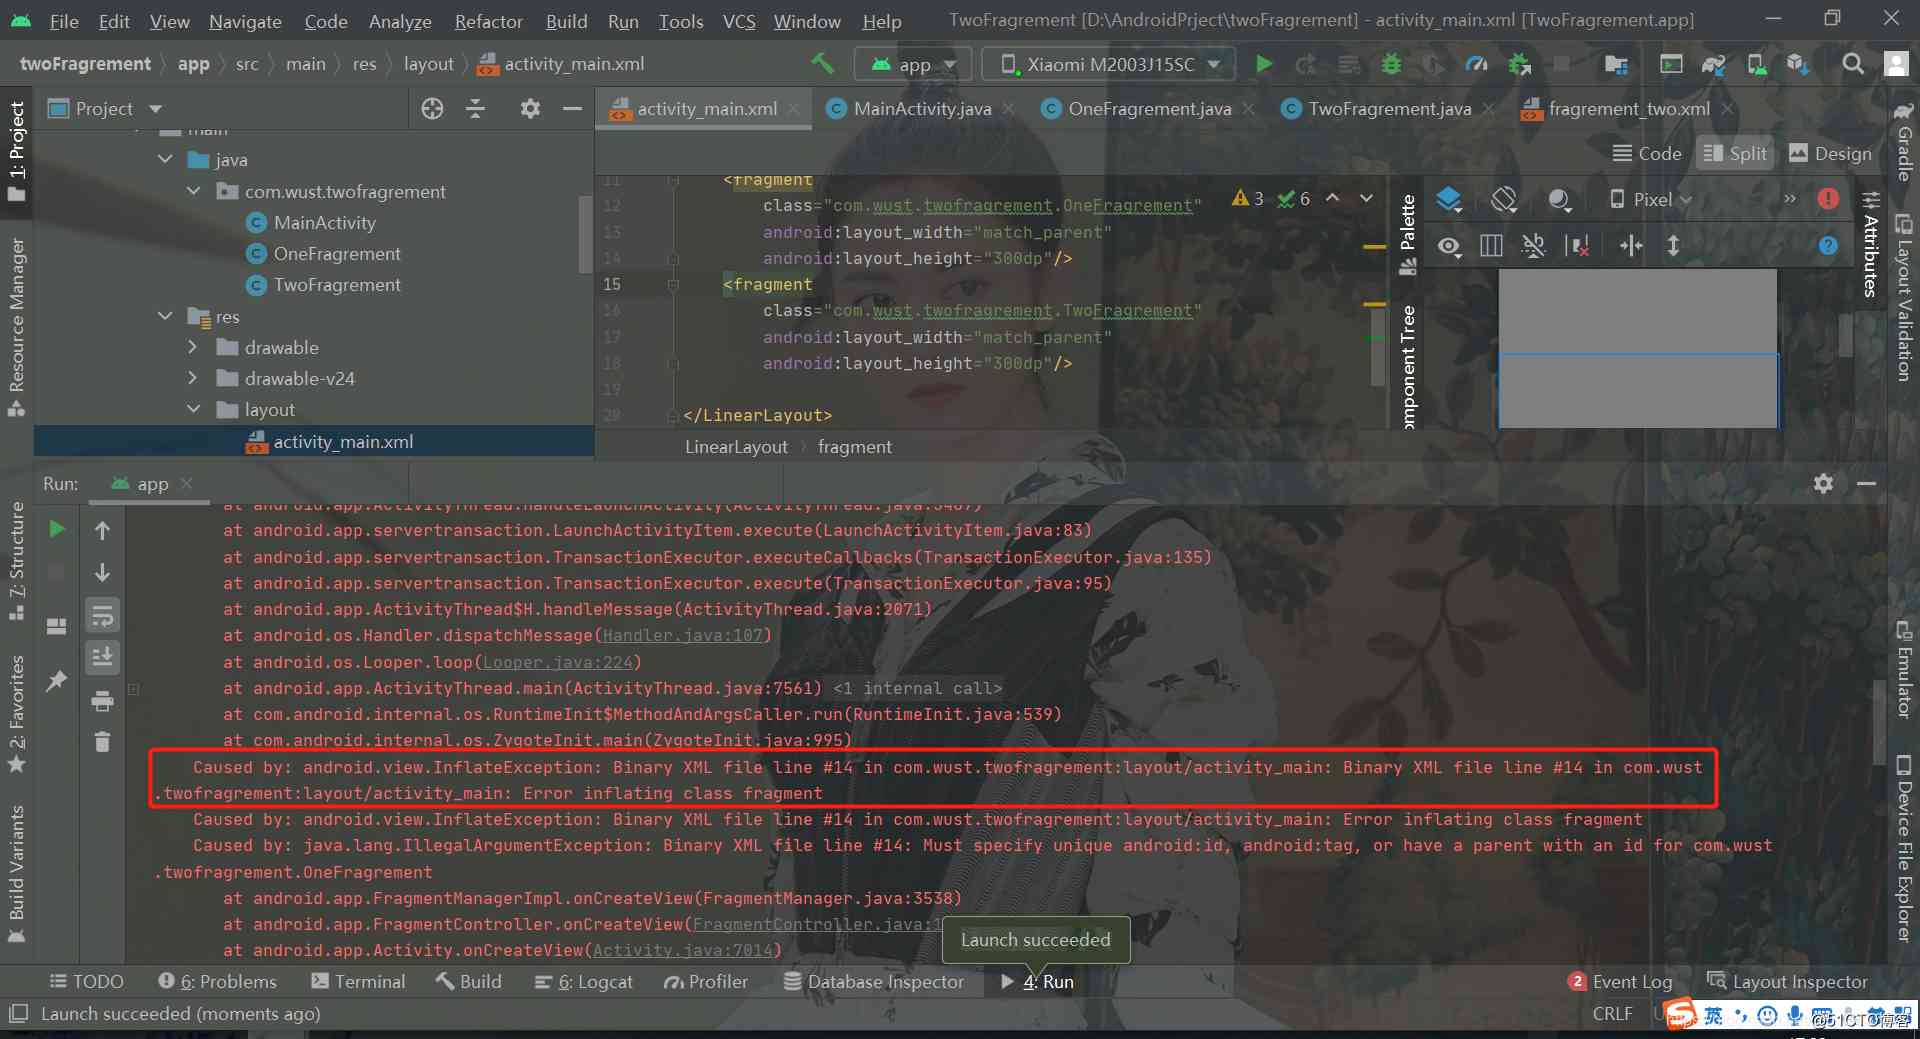 File Edit View Navigate Code Analyze Refactor Build Run Tools VCS Window Help TwoFragrement [D:\AndroidPrject\twoFragrement] - activity_main.xml [TwoFragrement.app]
twoFragrement app src main res layout activity_main.xml app Xiaomi M2003J15SC
Project activity_main.xml MainActivity.java OneFragrement.java TwoFragrement.java fragrement_two.xml
1: Project
Resource Manager
7: Structure
2: Favorites
Build Variants
main
java
com.wust.twofragrement
MainActivity
OneFragrement
TwoFragrement
res
drawable
drawable-v24
layout
activity_main.xml
Code Split Design
11 <fragment
12 class="com.wust.twofragrement.OneFragrement"
13 android:layout_width="match_parent"
14 android:layout_height="300dp"/>
15 <fragment
16 class="com.wust.twofragrement.TwoFragrement"
17 android:layout_width="match_parent"
18 android:layout_height="300dp"/>
19
20 </LinearLayout>
3 6
LinearLayout fragment
Palette
omponent Tree
Pixel
Attributes
Gradle
Layout Validation
Emulator
Device File Explorer
Run: app
at android.app.ActivityThread.handleLaunchActivity(ActivityThread.java:3407)
at android.app.servertransaction.LaunchActivityItem.execute(LaunchActivityItem.java:83)
at android.app.servertransaction.TransactionExecutor.executeCallbacks(TransactionExecutor.java:135)
at android.app.servertransaction.TransactionExecutor.execute(TransactionExecutor.java:95)
at android.app.ActivityThread$H.handleMessage(ActivityThread.java:2071)
at android.os.Handler.dispatchMessage(Handler.java:107)
at android.os.Looper.loop(Looper.java:224)
at android.app.ActivityThread.main(ActivityThread.java:7561) <1 internal call>
at com.android.internal.os.RuntimeInit$MethodAndArgsCaller.run(RuntimeInit.java:539)
at com.android.internal.os.ZygoteInit.main(ZygoteInit.java:995)
Caused by: android.view.InflateException: Binary XML file line #14 in com.wust.twofragrement:layout/activity_main: Binary XML file line #14 in com.wust
.twofragrement:layout/activity_main: Error inflating class fragment
Caused by: android.view.InflateException: Binary XML file line #14 in com.wust.twofragrement:layout/activity_main: Error inflating class fragment
Caused by: java.lang.IllegalArgumentException: Binary XML file line #14: Must specify unique android:id, android:tag, or have a parent with an id for com.wust
.twofragrement.OneFragrement
at android.app.FragmentManagerImpl.onCreateView(FragmentManager.java:3538)
at android.app.FragmentController.onCreateView(FragmentController.java:1
at android.app.Activity.onCreateView(Activity.java:7014)
Launch succeeded
TODO 6: Problems Terminal Build 6: Logcat Profiler Database Inspector 4: Run 2 Event Log Layout Inspector
Launch succeeded (moments ago) CRLF 英 @51CTO博客